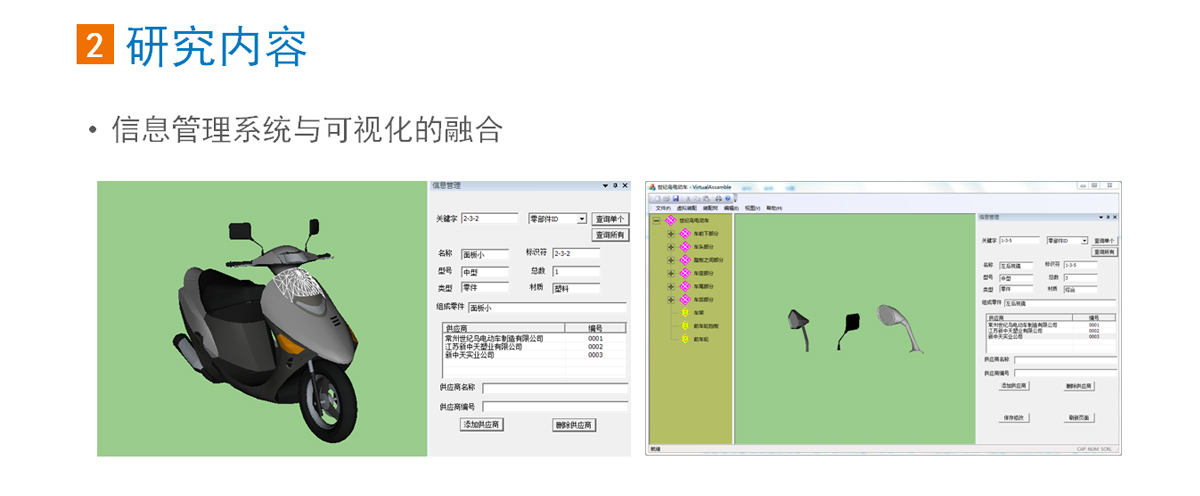 2 研究内容
• 信息管理系统与可视化的融合
信息管理
关键字 2-3-2 零部件ID 查询单个
查询所有
名称 面板小 标识符 2-3-2
型号 中型 总数 1
类型 零件 材质 塑料
组成零件 面板小
供应商 编号
常州世纪鸟电动车制造有限公司 0001
江苏新中天塑业有限公司 0002
新中天实业公司 0003
供应商名称
供应商编号
添加供应商 删除供应商
世纪鸟电动车 - VirtualAssemble
文件(F) 虚拟装配 装配树 编辑(E) 视图(V) 帮助(H)
世纪鸟电动车
车前下部分
车头部分
踏板之间部分
车座部分
车尾部分
车底部分
车架
前车轮挡圈
前车轮
信息管理
关键字 1-3-5 零部件ID 查询单个
查询所有
名称 左后视镜 标识符 1-3-5
型号 中型 总数 3
类型 零件 材质 综合
组成零件 左后视镜
供应商 编号
常州世纪鸟电动车制造有限公司 0001
江苏新中天塑业有限公司 0002
新中天实业公司 0003
供应商名称
供应商编号
添加供应商 删除供应商
保存修改 刷新页面
就绪 CAP NUM SCRL